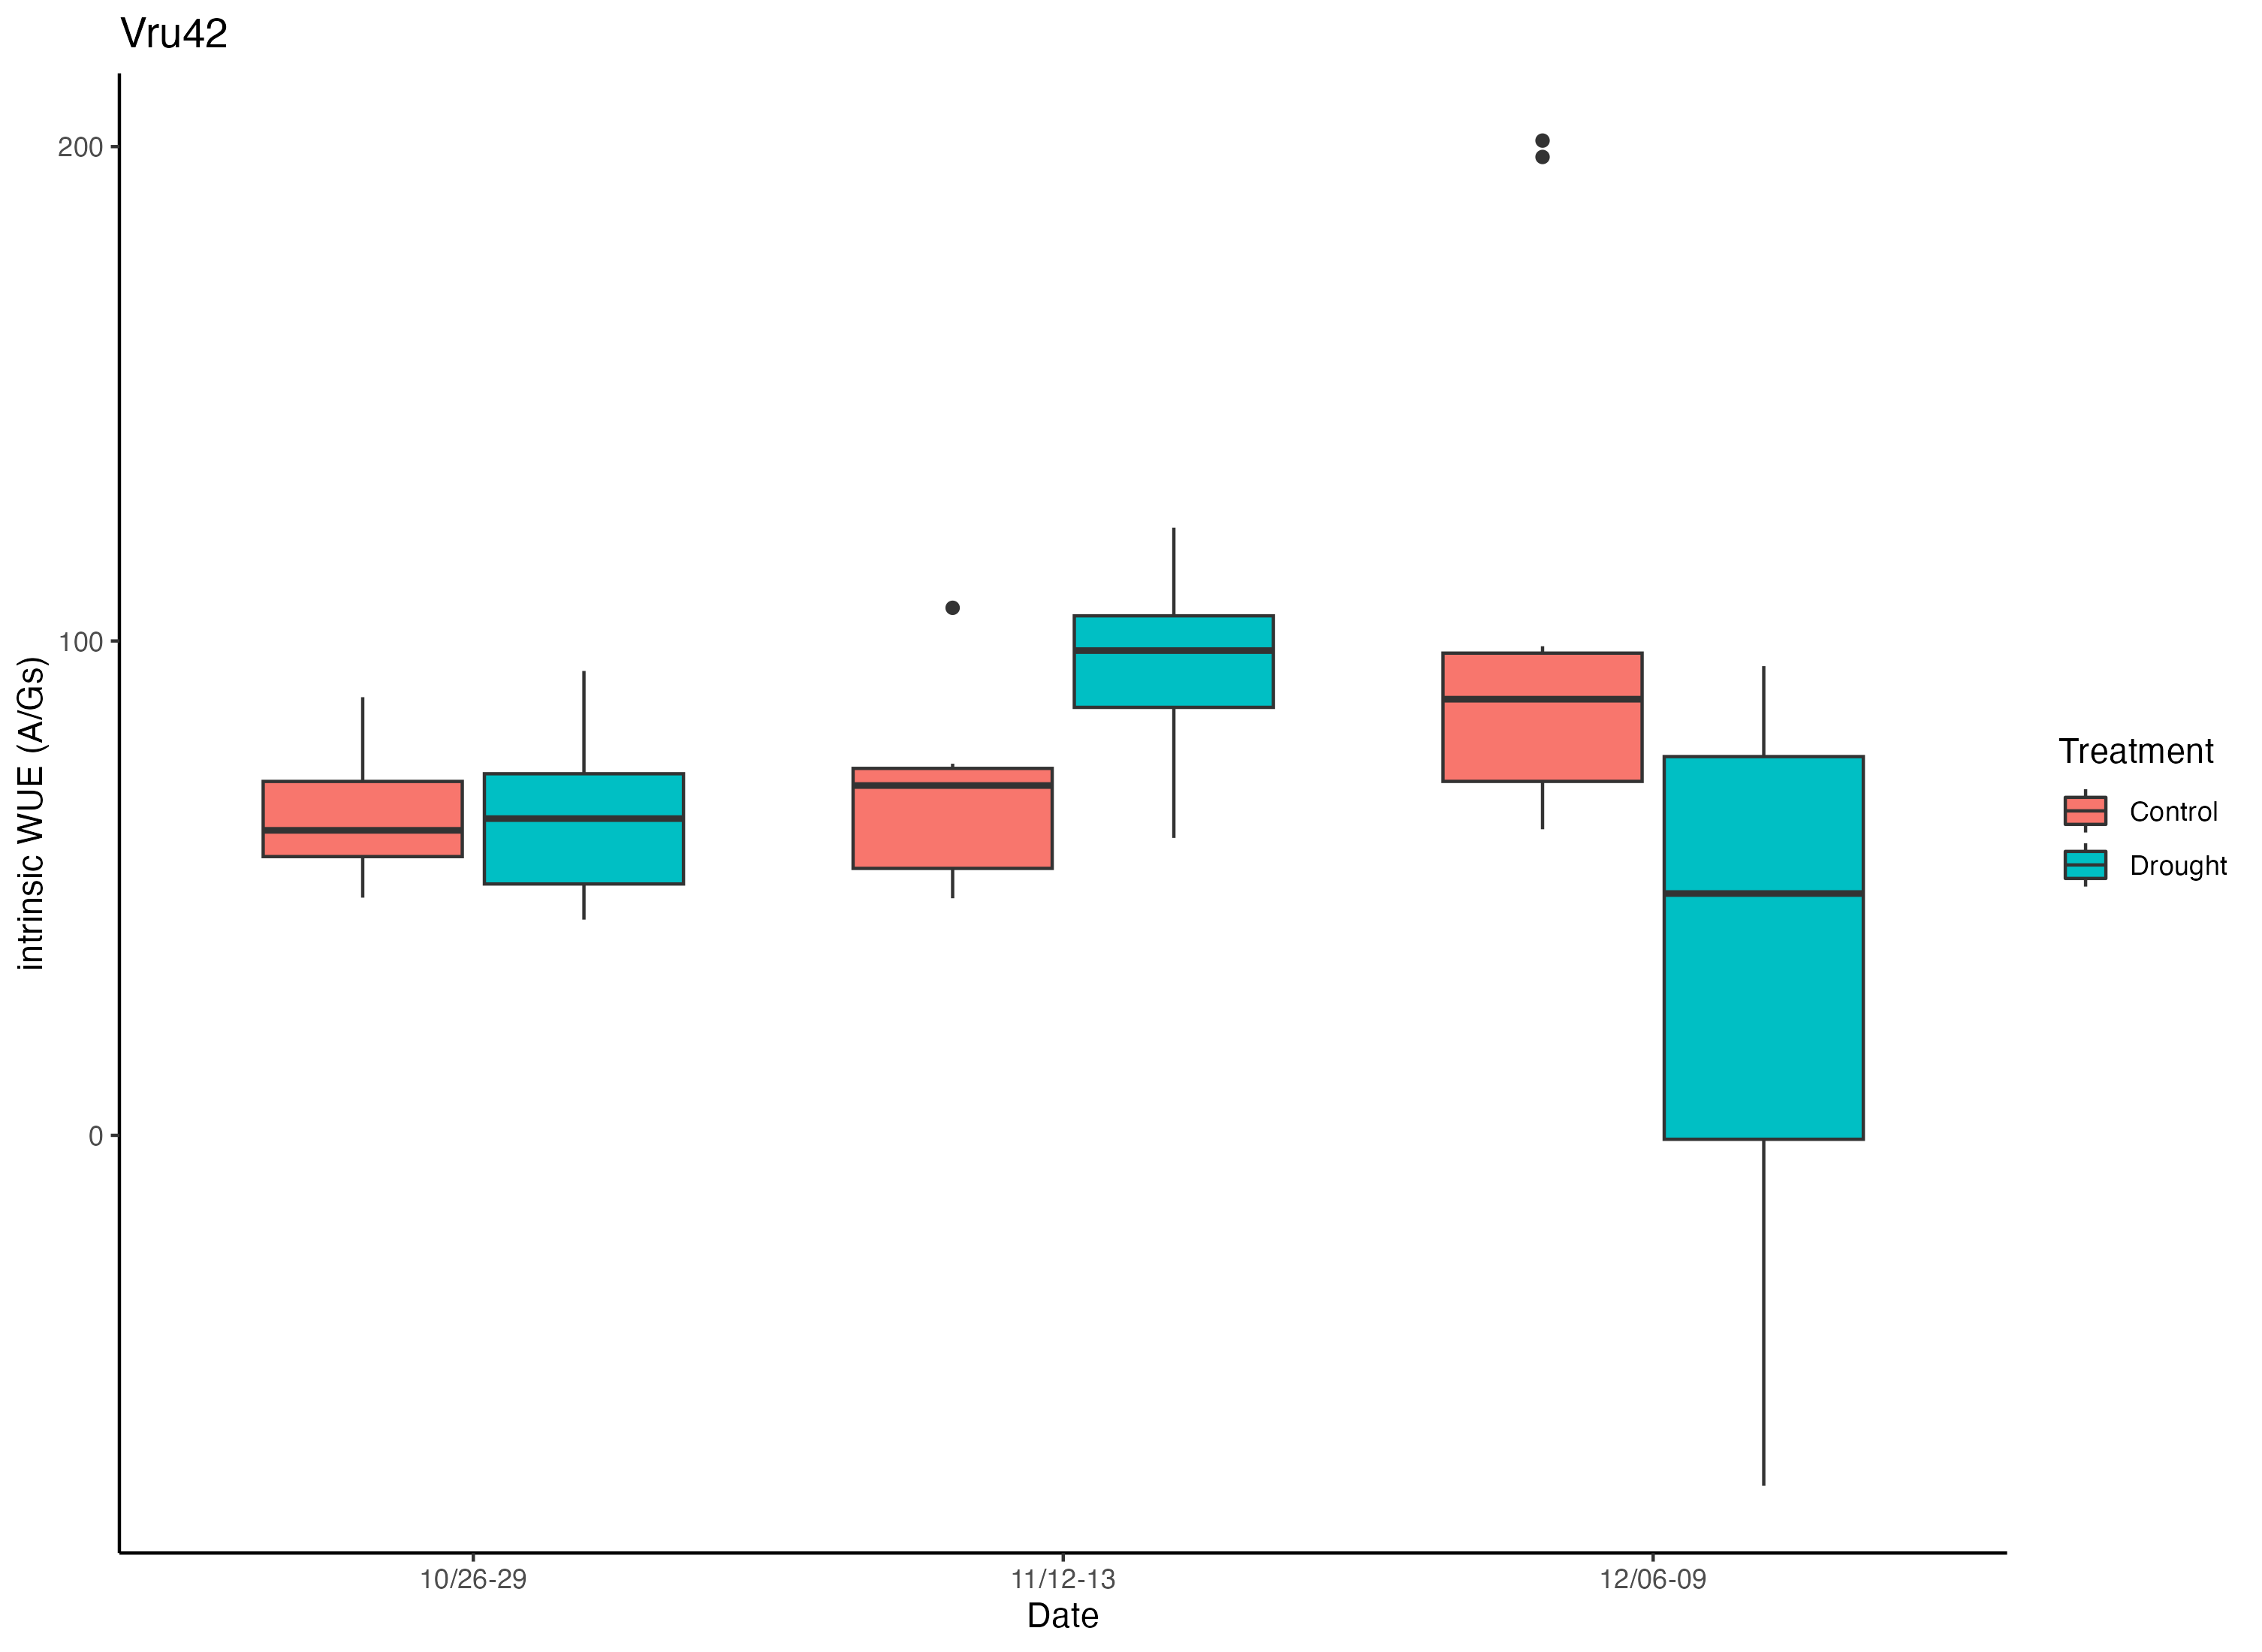 Vru42
200
100
0
intrinsic WUE (A/Gs)
10/26-29
11/12-13
12/06-09
Date
Treatment
Control
Drought